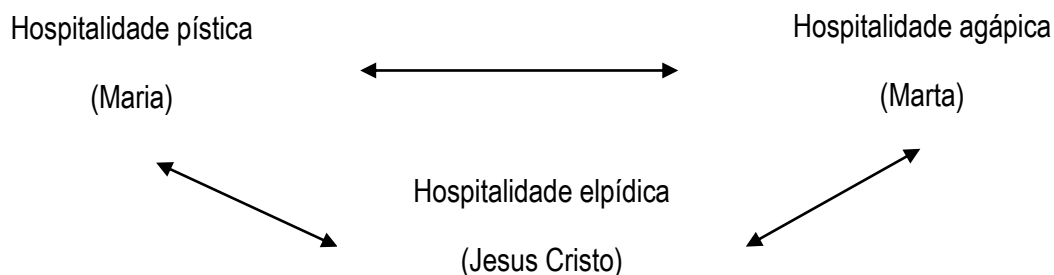 Hospitalidade pística
(Maria)
Hospitalidade agápica
(Marta)
Hospitalidade elpídica
(Jesus Cristo)